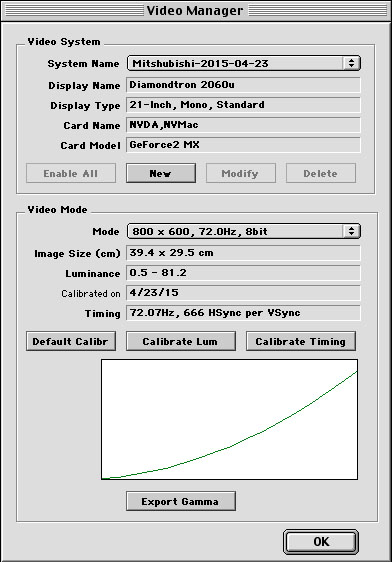 Video Manager
Video System
System Name Mitshubishi-2015-04-23
Display Name Diamondtron 2060u
Display Type 21-Inch, Mono, Standard
Card Name NVDA,NVMac
Card Model GeForce2 MX
Enable All New Modify Delete
Video Mode
Mode 800 x 600, 72.0Hz, 8bit
Image Size (cm) 39.4 x 29.5 cm
Luminance 0.5 - 81.2
Calibrated on 4/23/15
Timing 72.07Hz, 666 HSync per VSync
Default Calibr Calibrate Lum Calibrate Timing
Export Gamma
OK